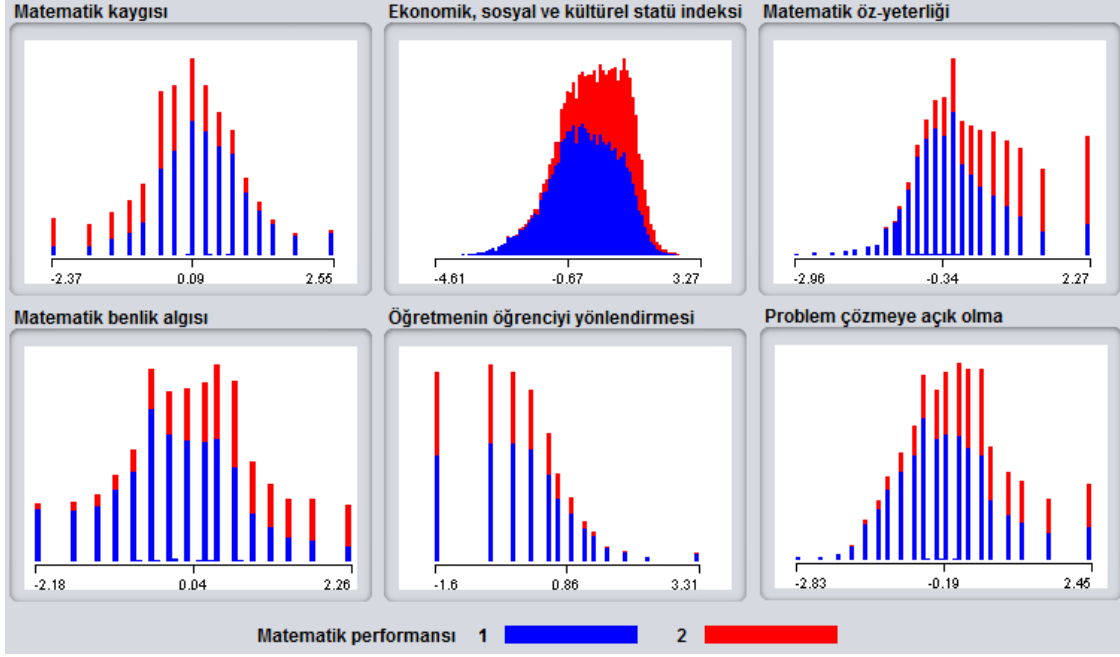 Matematik kaygısı
Ekonomik, sosyal ve kültürel statü indeksi
Matematik öz-yeterliği
-2.37 0.09 2.55
-4.61 -0.67 3.27
-2.96 -0.34 2.27
Matematik benlik algısı
Öğretmenin öğrenciyi yönlendirmesi
Problem çözmeye açık olma
-2.18 0.04 2.26
-1.6 0.86 3.31
-2.83 -0.19 2.45
Matematik performansı 1 2